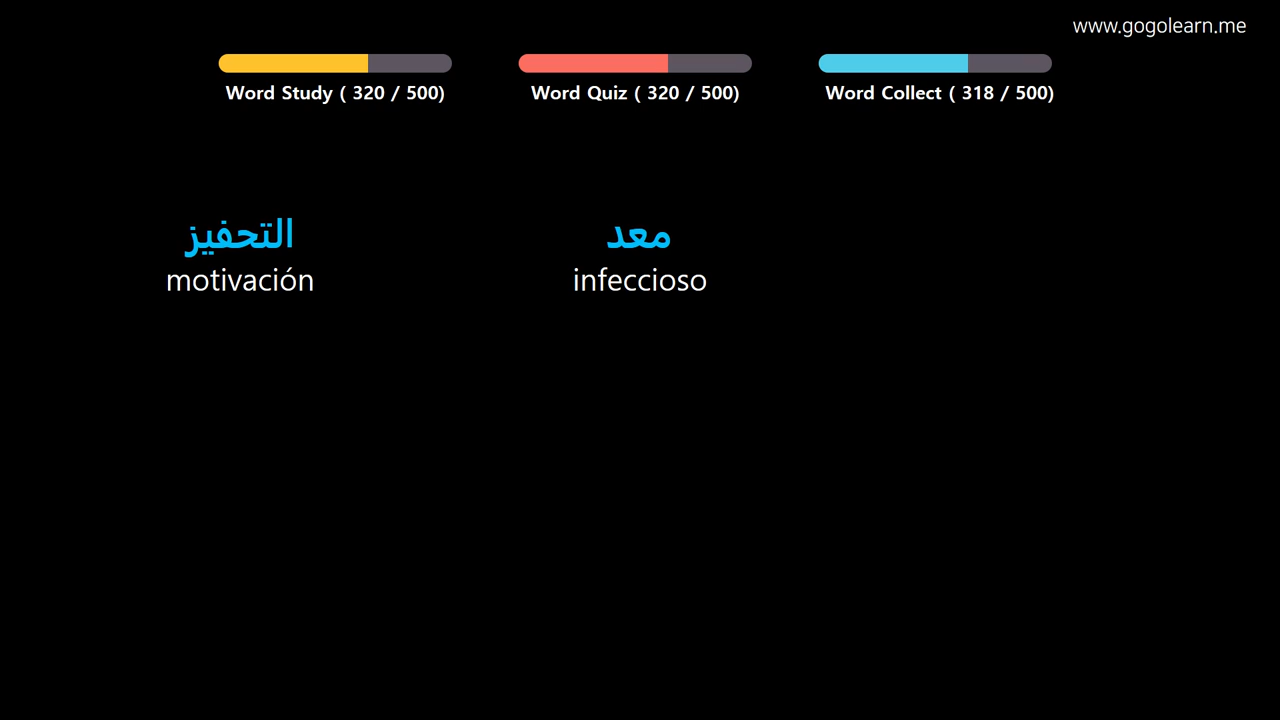 www.gogolearn.me
Word Study ( 320 / 500)
Word Quiz ( 320 / 500)
Word Collect ( 318 / 500)
التحفيز
motivación
معد
infeccioso